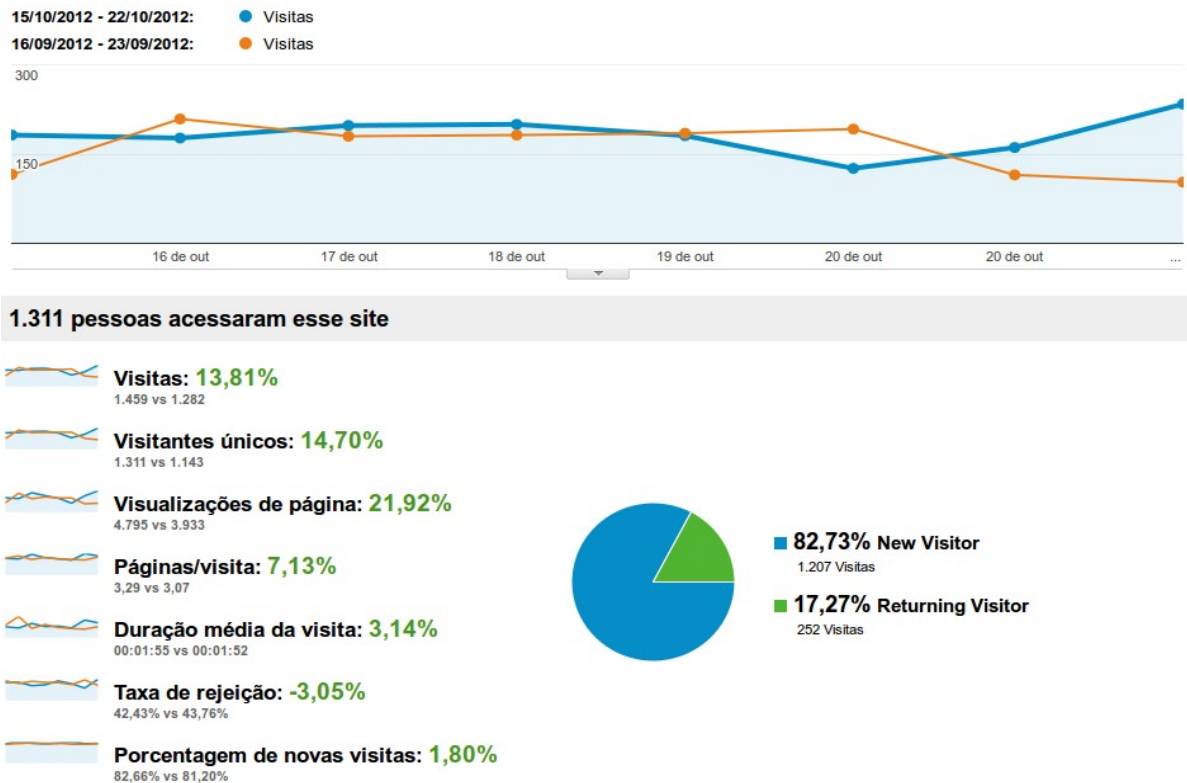 15/10/2012 - 22/10/2012: Visitas
16/09/2012 - 23/09/2012: Visitas
300
150
16 de out 17 de out 18 de out 19 de out 20 de out 20 de out ...
1.311 pessoas acessaram esse site
Visitas: 13,81%
1.459 vs 1.282
Visitantes únicos: 14,70%
1.311 vs 1.143
Visualizações de página: 21,92%
4.795 vs 3.933
Páginas/visita: 7,13%
3,29 vs 3,07
Duração média da visita: 3,14%
00:01:55 vs 00:01:52
Taxa de rejeição: -3,05%
42,43% vs 43,76%
Porcentagem de novas visitas: 1,80%
82,66% vs 81,20%
82,73% New Visitor
1.207 Visitas
17,27% Returning Visitor
252 Visitas